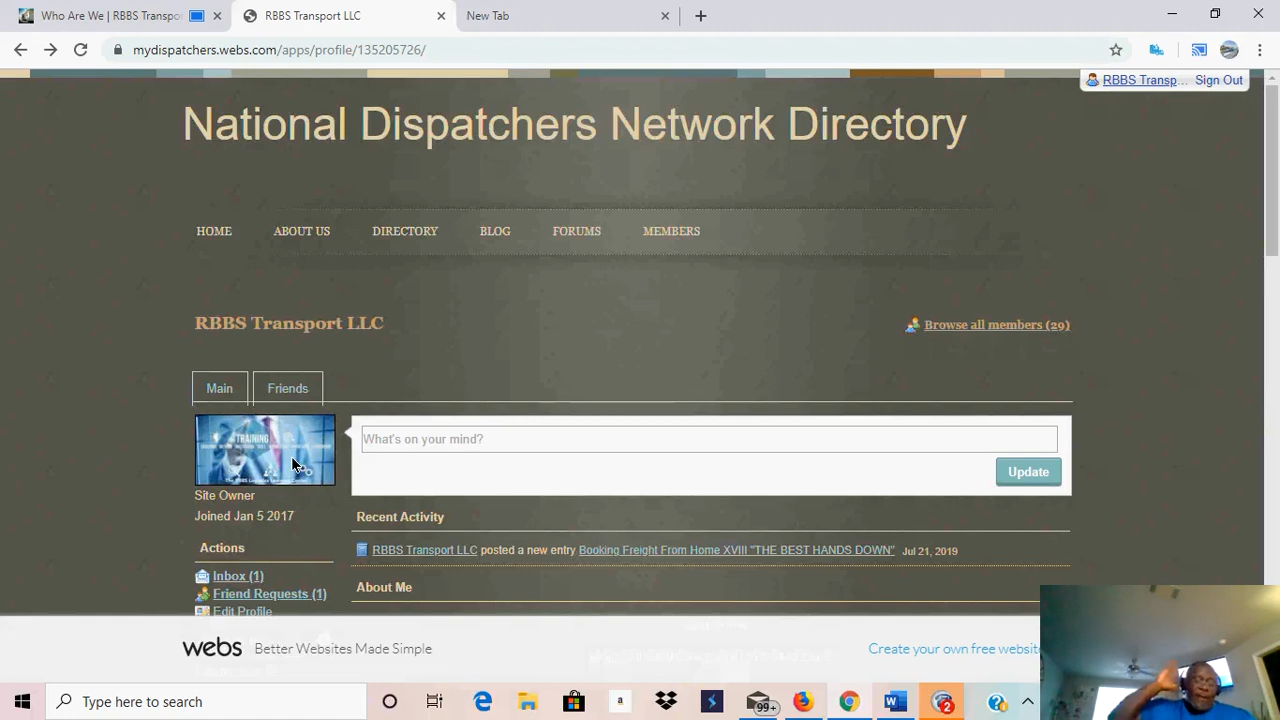 Who Are We | RBBS Transpo
RBBS Transport LLC
New Tab
mydispatchers.webs.com/apps/profile/135205726/
RBBS Transp... Sign Out
National Dispatchers Network Directory
HOME ABOUT US DIRECTORY BLOG FORUMS MEMBERS
RBBS Transport LLC
Browse all members (29)
Main Friends
TRAINING
What's on your mind?
Update
Site Owner
Joined Jan 5 2017
Recent Activity
RBBS Transport LLC posted a new entry Booking Freight From Home XVIII "THE BEST HANDS DOWN" Jul 21, 2019
Actions
Inbox (1)
Friend Requests (1)
Edit Profile
About Me
webs Better Websites Made Simple
Create your own free website
Type here to search
a
99+
2